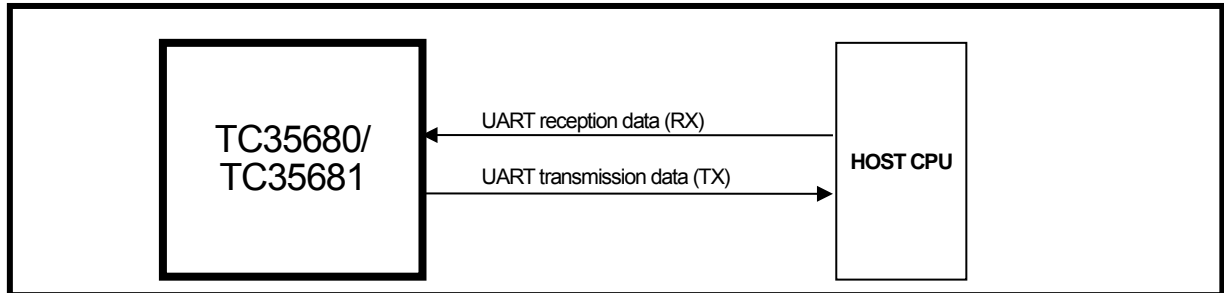 TC35680/
TC35681
UART reception data (RX)
UART transmission data (TX)
HOST CPU